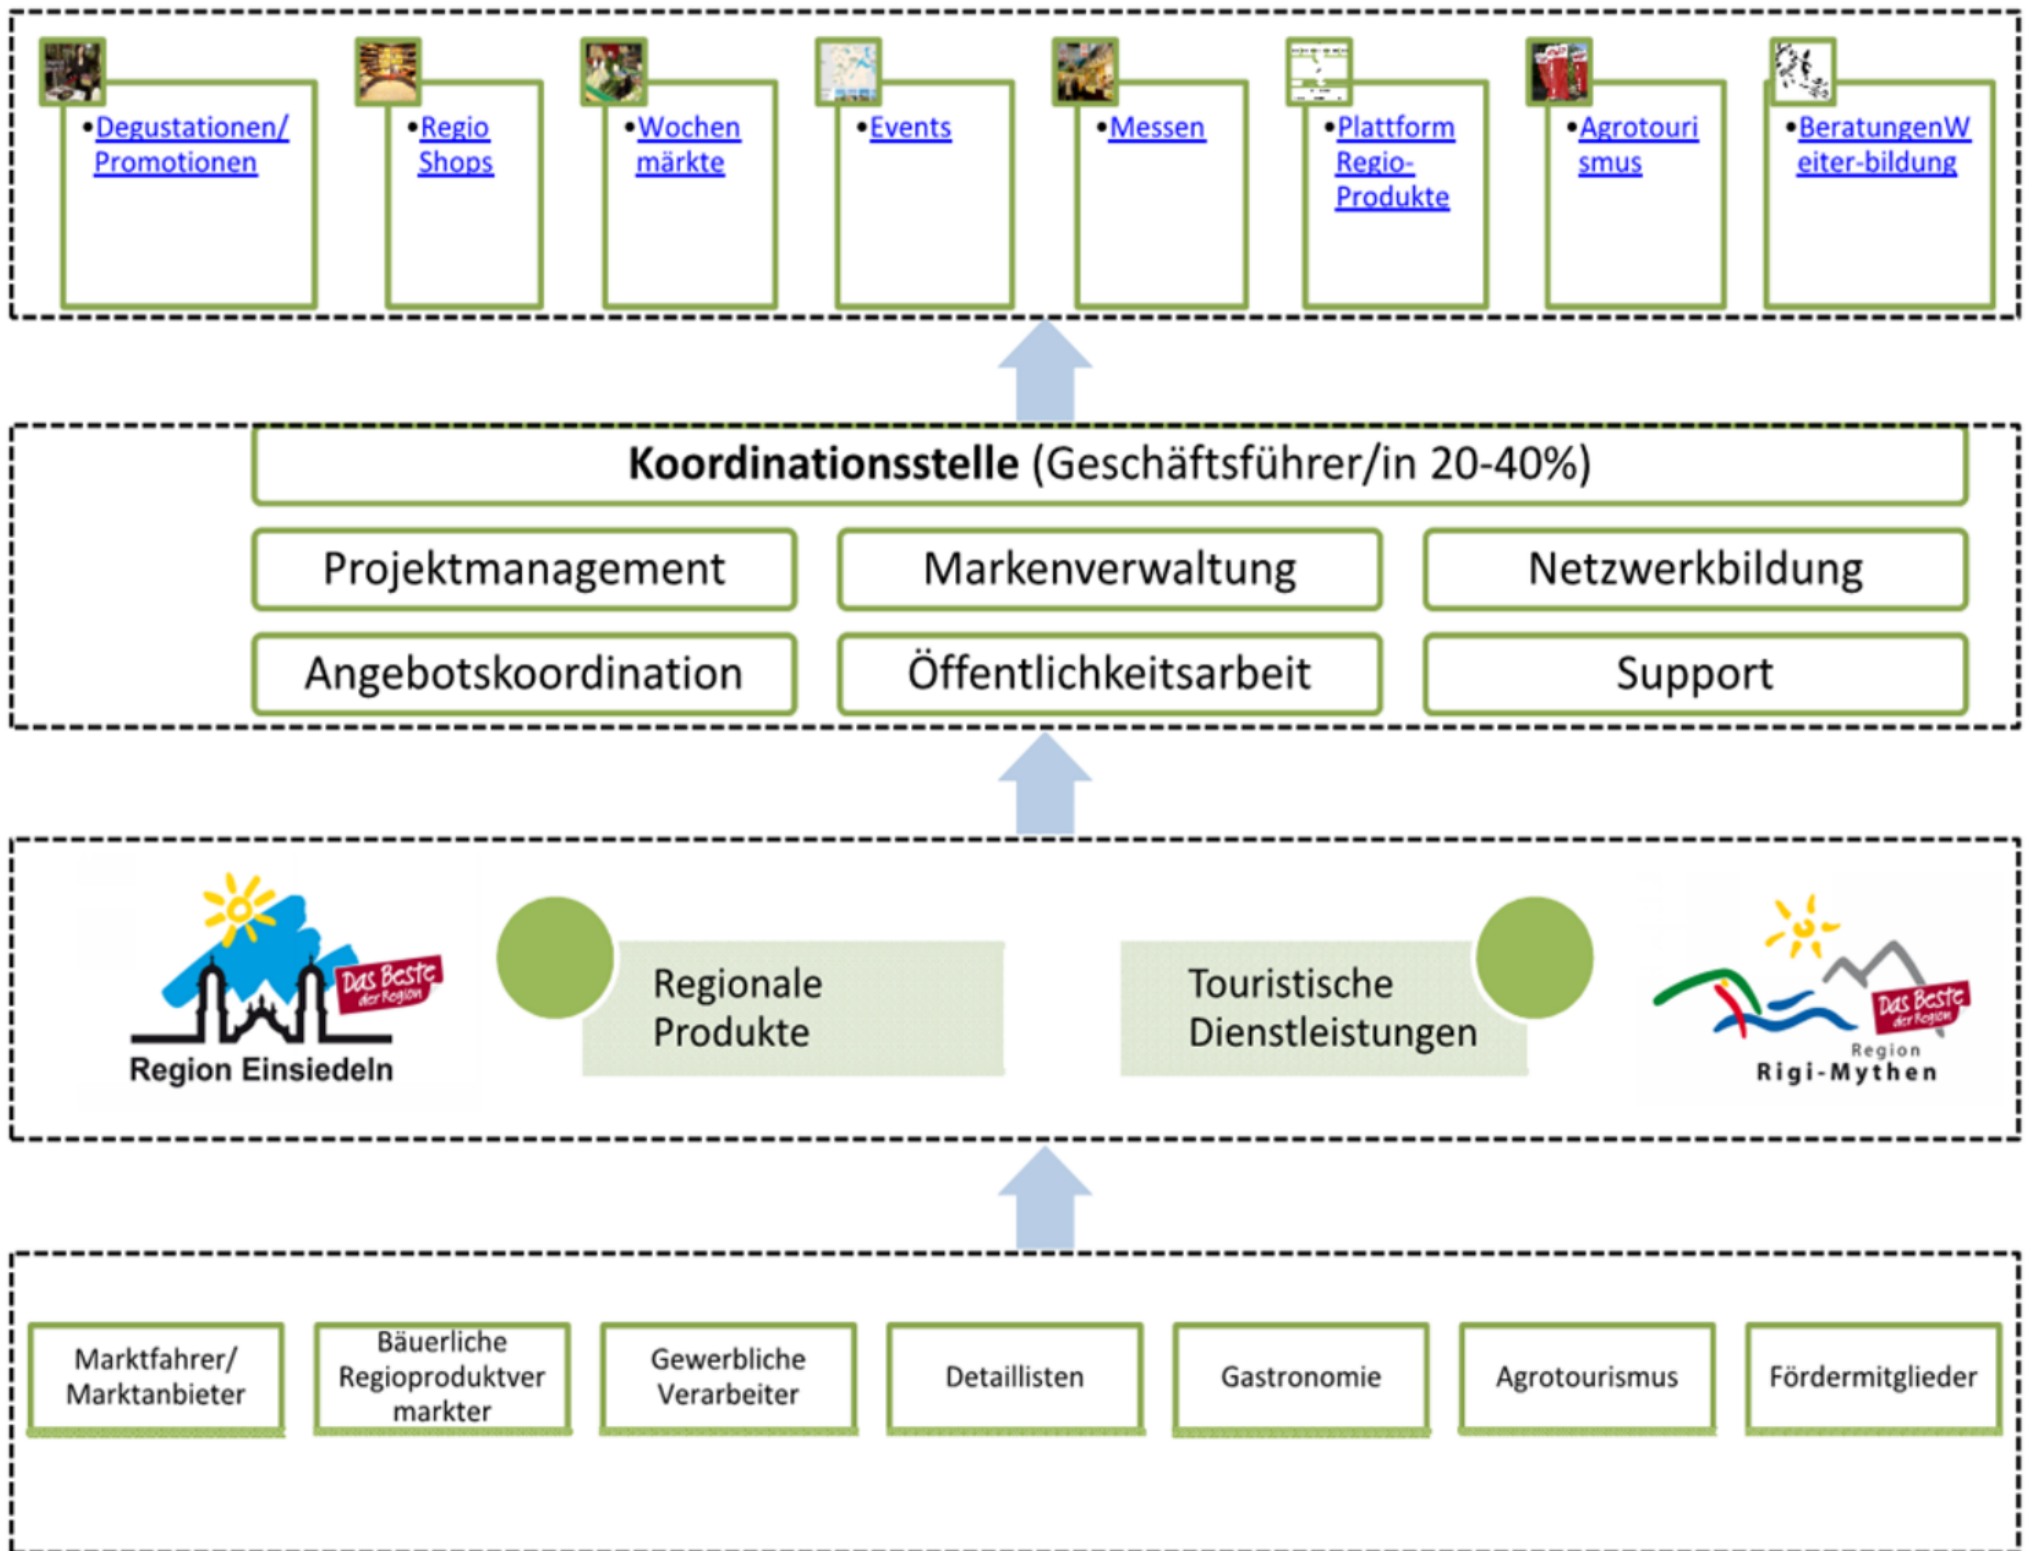 •Degustationen/
Promotionen
•Regio
Shops
•Wochen
märkte
•Events
•Messen
•Plattform
Regio-
Produkte
•Agrotouri
smus
•BeratungenW
eiter-bildung
Koordinationsstelle (Geschäftsführer/in 20-40%)
Projektmanagement
Markenverwaltung
Netzwerkbildung
Angebotskoordination
Öffentlichkeitsarbeit
Support
Das Beste
der Region
Region Einsiedeln
Regionale
Produkte
Touristische
Dienstleistungen
Das Beste
der Region
Region
Rigi-Mythen
Marktfahrer/
Marktanbieter
Bäuerliche
Regioproduktver
markter
Gewerbliche
Verarbeiter
Detaillisten
Gastronomie
Agrotourismus
Fördermitglieder